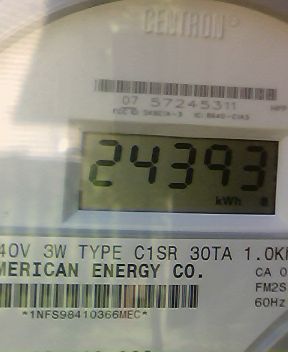 CENTRON®
07 57245311
24393
kWh
40V 3W TYPE C1SR 30TA 1.0K
MERICAN ENERGY CO.
CA 0
FM2S
60Hz
*1NFS98410366MEC*